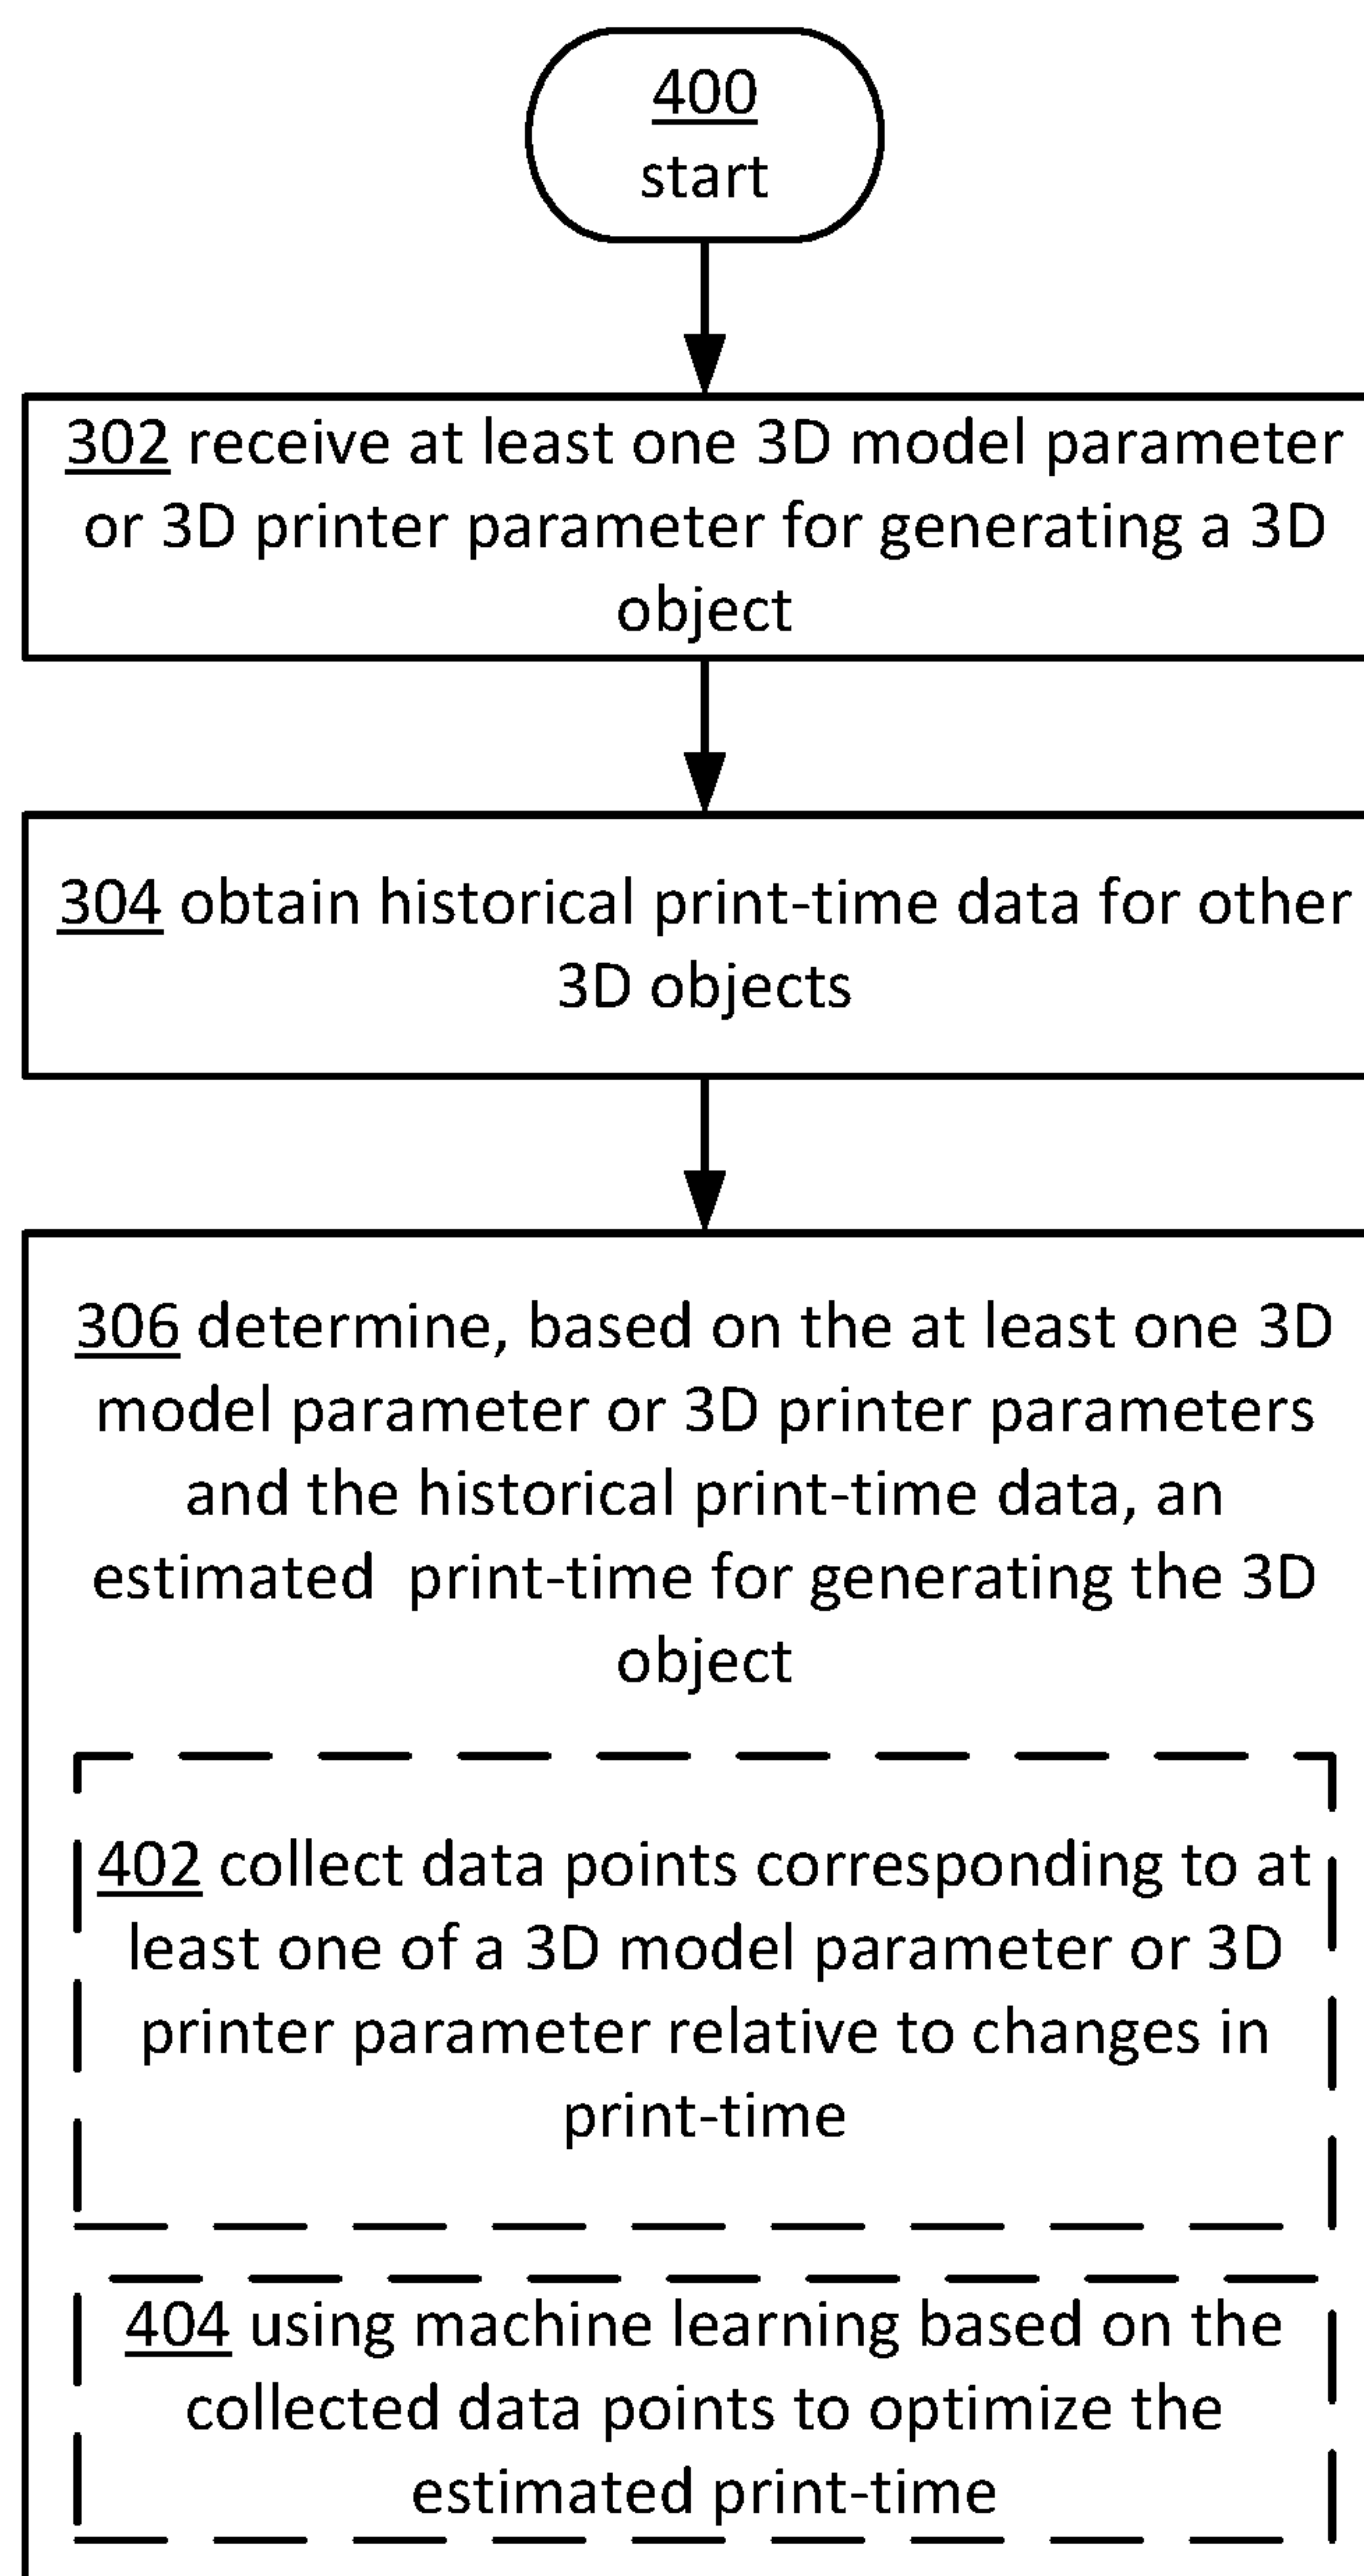 400
start
302 receive at least one 3D model parameter
or 3D printer parameter for generating a 3D
object
304 obtain historical print-time data for other
3D objects
306 determine, based on the at least one 3D
model parameter or 3D printer parameters
and the historical print-time data, an
estimated  print-time for generating the 3D
object
402 collect data points corresponding to at
least one of a 3D model parameter or 3D
printer parameter relative to changes in
print-time
404 using machine learning based on the
collected data points to optimize the
estimated print-time